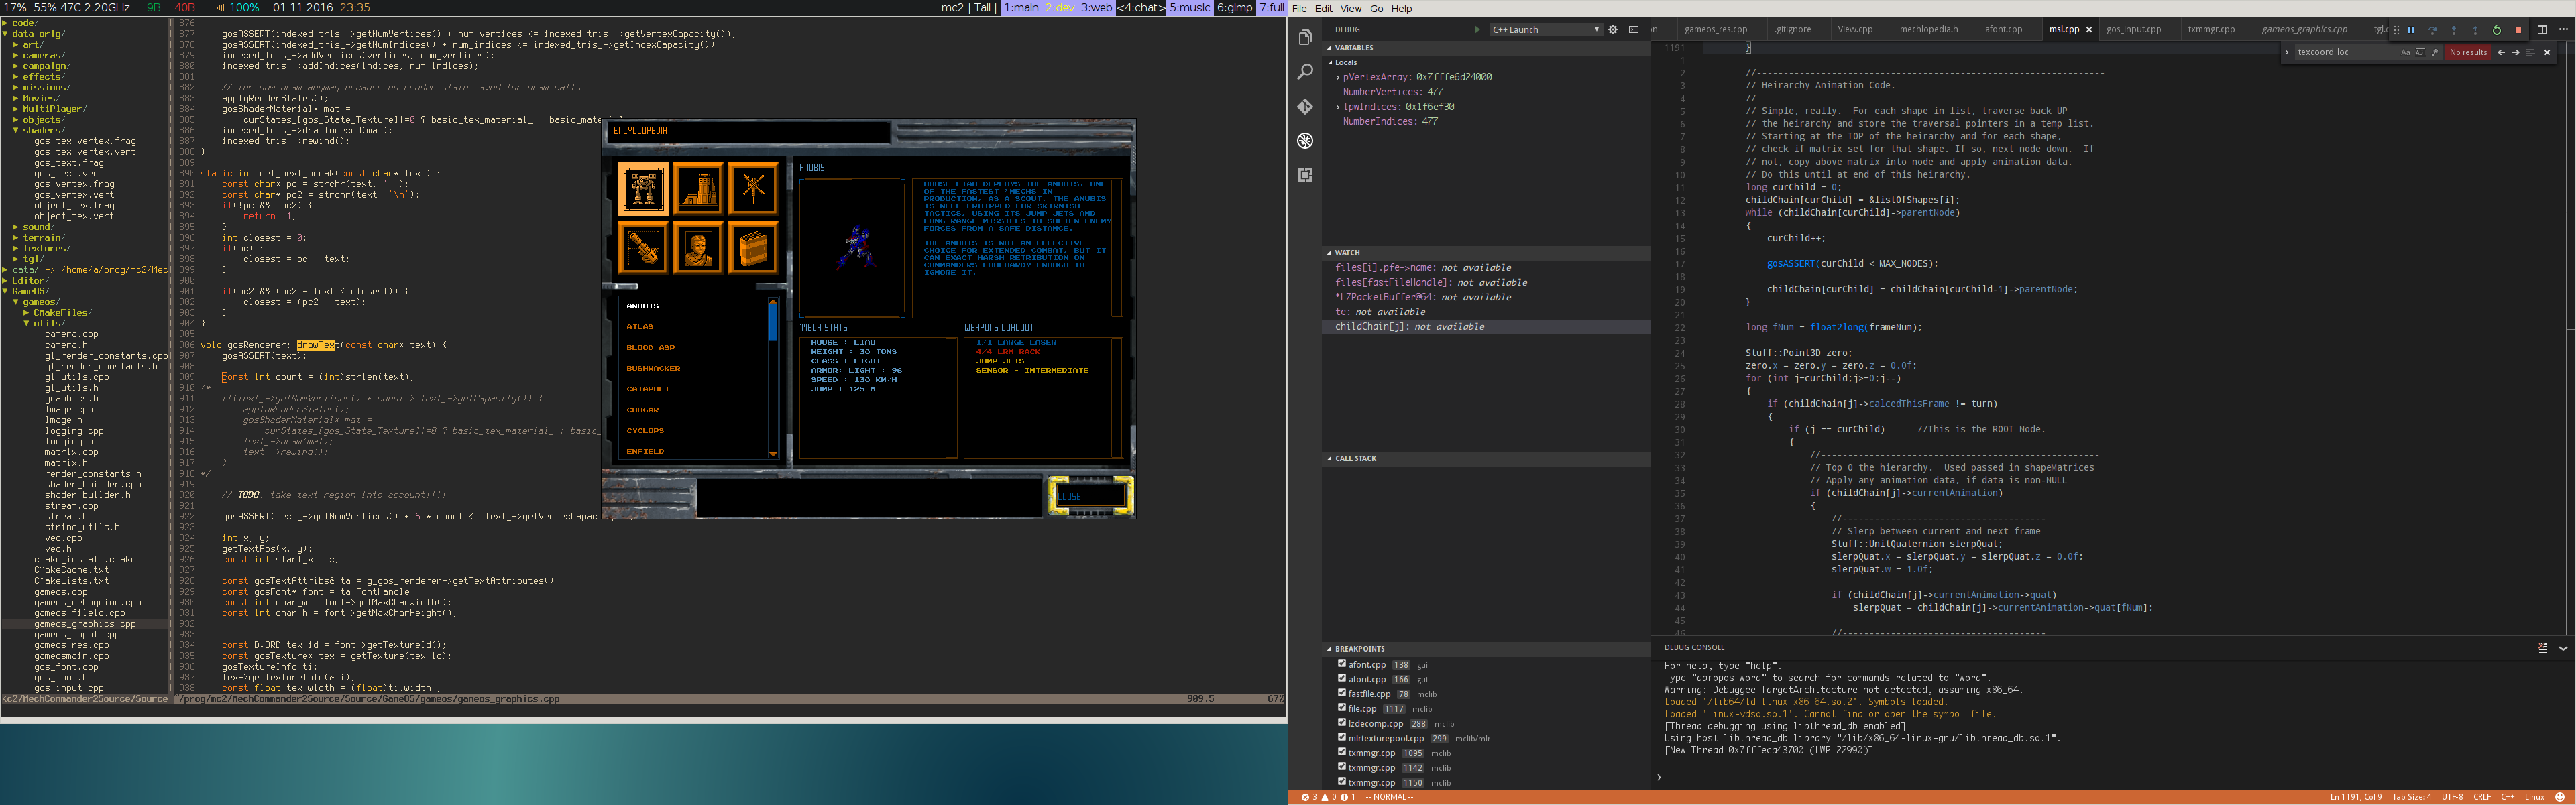 17% 55% 47C 2.20GHz 9B 40B 100% 01 11 2016 23:35
mc2 | Tall | 1:main 2:dev 3:web <4:chat> 5:music 6:gimp 7:full
▶ code/
▼ data-orig/
▶ art/
▶ cameras/
▶ campaign/
▶ effects/
▶ missions/
▶ Movies/
▶ MultiPlayer/
▶ objects/
▼ shaders/
gos_tex_vertex.frag
gos_tex_vertex.vert
gos_text.frag
gos_text.vert
gos_vertex.frag
gos_vertex.vert
object_tex.frag
object_tex.vert
▶ sound/
▶ terrain/
▶ textures/
▶ tgl/
▶ data/ -> /home/a/prog/mc2/Mec
▶ Editor/
▼ GameOS/
▼ gameos/
▶ CMakeFiles/
▼ utils/
camera.cpp
camera.h
gl_render_constants.cpp
gl_render_constants.h
gl_utils.cpp
gl_utils.h
graphics.h
Image.cpp
Image.h
logging.cpp
logging.h
matrix.cpp
matrix.h
render_constants.h
shader_builder.cpp
shader_builder.h
stream.cpp
stream.h
string_utils.h
vec.cpp
vec.h
cmake_install.cmake
CMakeCache.txt
CMakeLists.txt
gameos.cpp
gameos_debugging.cpp
gameos_fileio.cpp
gameos_graphics.cpp
gameos_input.cpp
gameos_res.cpp
gameosmain.cpp
gos_font.cpp
gos_font.h
gos_input.cpp
<c2/MechCommander2Source/Source
876
877 gosASSERT(indexed_tris_->getNumVertices() + num_vertices <= indexed_tris_->getVertexCapacity());
878 gosASSERT(indexed_tris_->getNumIndices() + num_indices <= indexed_tris_->getIndexCapacity());
879 indexed_tris_->addVertices(vertices, num_vertices);
880 indexed_tris_->addIndices(indices, num_indices);
881
882 // for now draw anyway because no render state saved for draw calls
883 applyRenderStates();
884 gosShaderMaterial* mat =
885 curStates_[gos_State_Texture]!=0 ? basic_tex_material_ : basic_mate
886 indexed_tris_->drawIndexed(mat);
887 indexed_tris_->rewind();
888 }
889
890 static int get_next_break(const char* text) {
891 const char* pc = strchr(text, ' ');
892 const char* pc2 = strchr(text, '\n');
893 if(!pc && !pc2) {
894 return -1;
895 }
896 int closest = 0;
897 if(pc) {
898 closest = pc - text;
899 }
900
901 if(pc2 && (pc2 - text < closest)) {
902 closest = (pc2 - text);
903 }
904 }
905
906 void gosRenderer::drawText(const char* text) {
907 gosASSERT(text);
908
909 const int count = (int)strlen(text);
910 /*
911 if(text_->getNumVertices() + count > text_->getCapacity()) {
912 applyRenderStates();
913 gosShaderMaterial* mat =
914 curStates_[gos_State_Texture]!=0 ? basic_tex_material_ : basic_
915 text_->draw(mat);
916 text_->rewind();
917 }
918 */
919
920 // TODO: take text region into account!!!!
921
922 gosASSERT(text_->getNumVertices() + 6 * count <= text_->getVertexCapaci
923
924 int x, y;
925 getTextPos(x, y);
926 const int start_x = x;
927
928 const gosTextAttribs& ta = g_gos_renderer->getTextAttributes();
929 const gosFont* font = ta.FontHandle;
930 const int char_w = font->getMaxCharWidth();
931 const int char_h = font->getMaxCharHeight();
932
933
934 const DWORD tex_id = font->getTextureId();
935 const gosTexture* tex = getTexture(tex_id);
936 gosTextureInfo ti;
937 tex->getTextureInfo(&ti);
938 const float tex_width = (float)ti.width_;
~/prog/mc2/MechCommander2Source/Source/GameOS/gameos/gameos_graphics.cpp 909,5 67%
ENCYCLOPEDIA
ANUBIS
HOUSE LIAO DEPLOYS THE ANUBIS, ONE
OF THE FASTEST 'MECHS IN
PRODUCTION, AS A SCOUT. THE ANUBIS
IS WELL EQUIPPED FOR SKIRMISH
TACTICS, USING ITS JUMP JETS AND
LONG-RANGE MISSILES TO SOFTEN ENEMY
FORCES FROM A SAFE DISTANCE.
THE ANUBIS IS NOT AN EFFECTIVE
CHOICE FOR EXTENDED COMBAT, BUT IT
CAN EXACT HARSH RETRIBUTION ON
COMMANDERS FOOLHARDY ENOUGH TO
IGNORE IT.
ANUBIS
ATLAS
BLOOD ASP
BUSHWACKER
CATAPULT
COUGAR
CYCLOPS
ENFIELD
'MECH STATS
HOUSE : LIAO
WEIGHT : 30 TONS
CLASS : LIGHT
ARMOR: LIGHT : 96
SPEED : 130 KM/H
JUMP : 125 M
WEAPONS LOADOUT
1/1 LARGE LASER
4/4 LRM RACK
JUMP JETS
SENSOR - INTERMEDIATE
CLOSE
File Edit View Go Help
DEBUG C++ Launch
VARIABLES
Locals
pVertexArray: 0x7fffe6d24000
NumberVertices: 477
lpwIndices: 0x1f6ef30
NumberIndices: 477
WATCH
files[i].pfe->name: not available
files[fastFileHandle]: not available
*LZPacketBuffer@64: not available
te: not available
childChain[j]: not available
CALL STACK
BREAKPOINTS
afont.cpp 138 gui
afont.cpp 166 gui
fastfile.cpp 78 mclib
file.cpp 1117 mclib
lzdecomp.cpp 288 mclib
mlrtexturepool.cpp 299 mclib/mlr
txmmgr.cpp 1095 mclib
txmmgr.cpp 1142 mclib
txmmgr.cpp 1150 mclib
gameos_res.cpp .gitignore View.cpp mechlopedia.h afont.cpp msl.cpp gos_input.cpp txmmgr.cpp gameos_graphics.cpp tgl.c
texcoord_loc No results
1191 }
1
2 //-----------------------------------------------------------------
3 // Heirarchy Animation Code.
4 //
5 // Simple, really. For each shape in list, traverse back UP
6 // the heirarchy and store the traversal pointers in a temp list.
7 // Starting at the TOP of the heirarchy and for each shape,
8 // check if matrix set for that shape. If so, next node down. If
9 // not, copy above matrix into node and apply animation data.
10 // Do this until at end of this heirarchy.
11 long curChild = 0;
12 childChain[curChild] = &listOfShapes[i];
13 while (childChain[curChild]->parentNode)
14 {
15 curChild++;
16
17 gosASSERT(curChild < MAX_NODES);
18
19 childChain[curChild] = childChain[curChild-1]->parentNode;
20 }
21
22 long fNum = float2long(frameNum);
23
24 Stuff::Point3D zero;
25 zero.x = zero.y = zero.z = 0.0f;
26 for (int j=curChild;j>=0;j--)
27 {
28 if (childChain[j]->calcedThisFrame != turn)
29 {
30 if (j == curChild) //This is the ROOT Node.
31 {
32 //----------------------------------------------------
33 // Top O the hierarchy. Used passed in shapeMatrices
34 // Apply any animation data, if data is non-NULL
35 if (childChain[j]->currentAnimation)
36 {
37 //--------------------------------------
38 // Slerp between current and next frame
39 Stuff::UnitQuaternion slerpQuat;
40 slerpQuat.x = slerpQuat.y = slerpQuat.z = 0.0f;
41 slerpQuat.w = 1.0f;
42
43 if (childChain[j]->currentAnimation->quat)
44 slerpQuat = childChain[j]->currentAnimation->quat[fNum];
45
46 //--------------------------------------
DEBUG CONSOLE
For help, type "help".
Type "apropos word" to search for commands related to "word".
Warning: Debuggee TargetArchitecture not detected, assuming x86_64.
Loaded '/lib64/ld-linux-x86-64.so.2'. Symbols loaded.
Loaded 'linux-vdso.so.1'. Cannot find or open the symbol file.
[Thread debugging using libthread_db enabled]
Using host libthread_db library "/lib/x86_64-linux-gnu/libthread_db.so.1".
[New Thread 0x7fffeca43700 (LWP 22990)]
3 0 1 -- NORMAL -- Ln 1191, Col 9 Tab Size: 4 UTF-8 CRLF C++ Linux